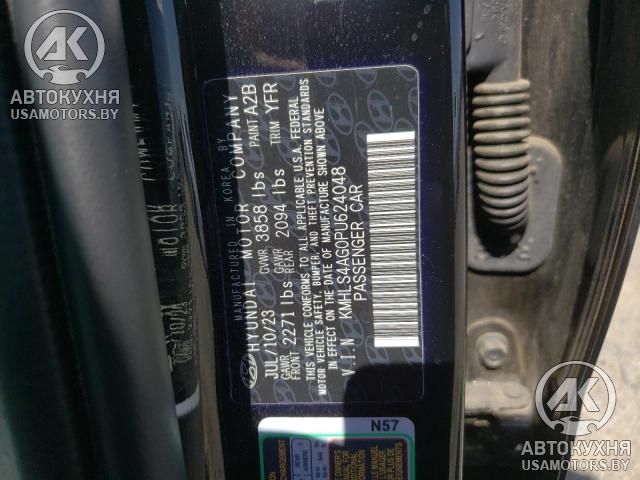 MANUFACTURED IN KOREA BY
HYUNDAI MOTOR COMPANY
JUL/10/23 GVWR 3858 lbs PAINT A2B
GAWR FRONT 2271 lbs GAWR REAR 2094 lbs TRIM YFR
THIS VEHICLE CONFORMS TO ALL APPLICABLE U.S.A. FEDERAL
MOTOR VEHICLE SAFETY, BUMPER, AND THEFT PREVENTION STANDARDS
IN EFFECT ON THE DATE OF MANUFACTURE SHOWN ABOVE
V.I.N KMHLS4AG0PU624048
PASSENGER CAR
N57
АК
АВТОКУХНЯ
USAMOTORS.BY
АК
АВТОКУХНЯ
USAMOTORS.BY